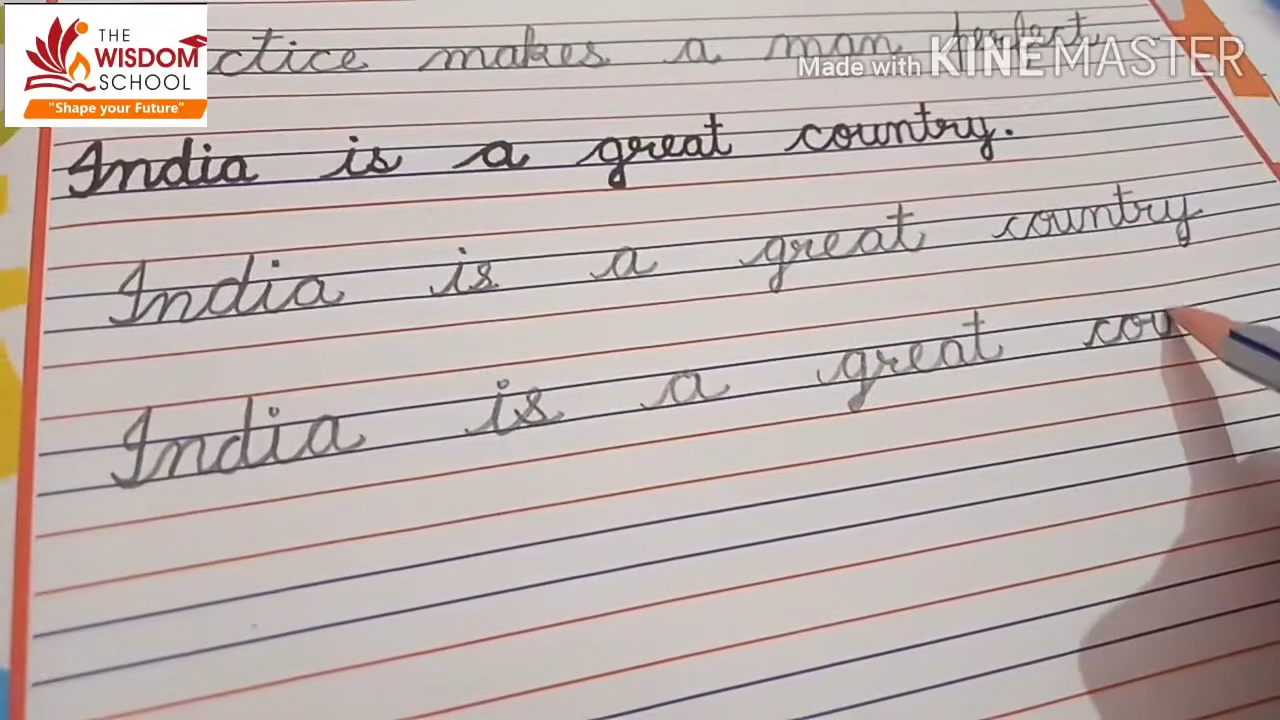 THE
WISDOM
SCHOOL
"Shape your Future"
ctice makes a man perfect
Made with KINEMASTER
India is a great country.
India is a great country
India is a great cou